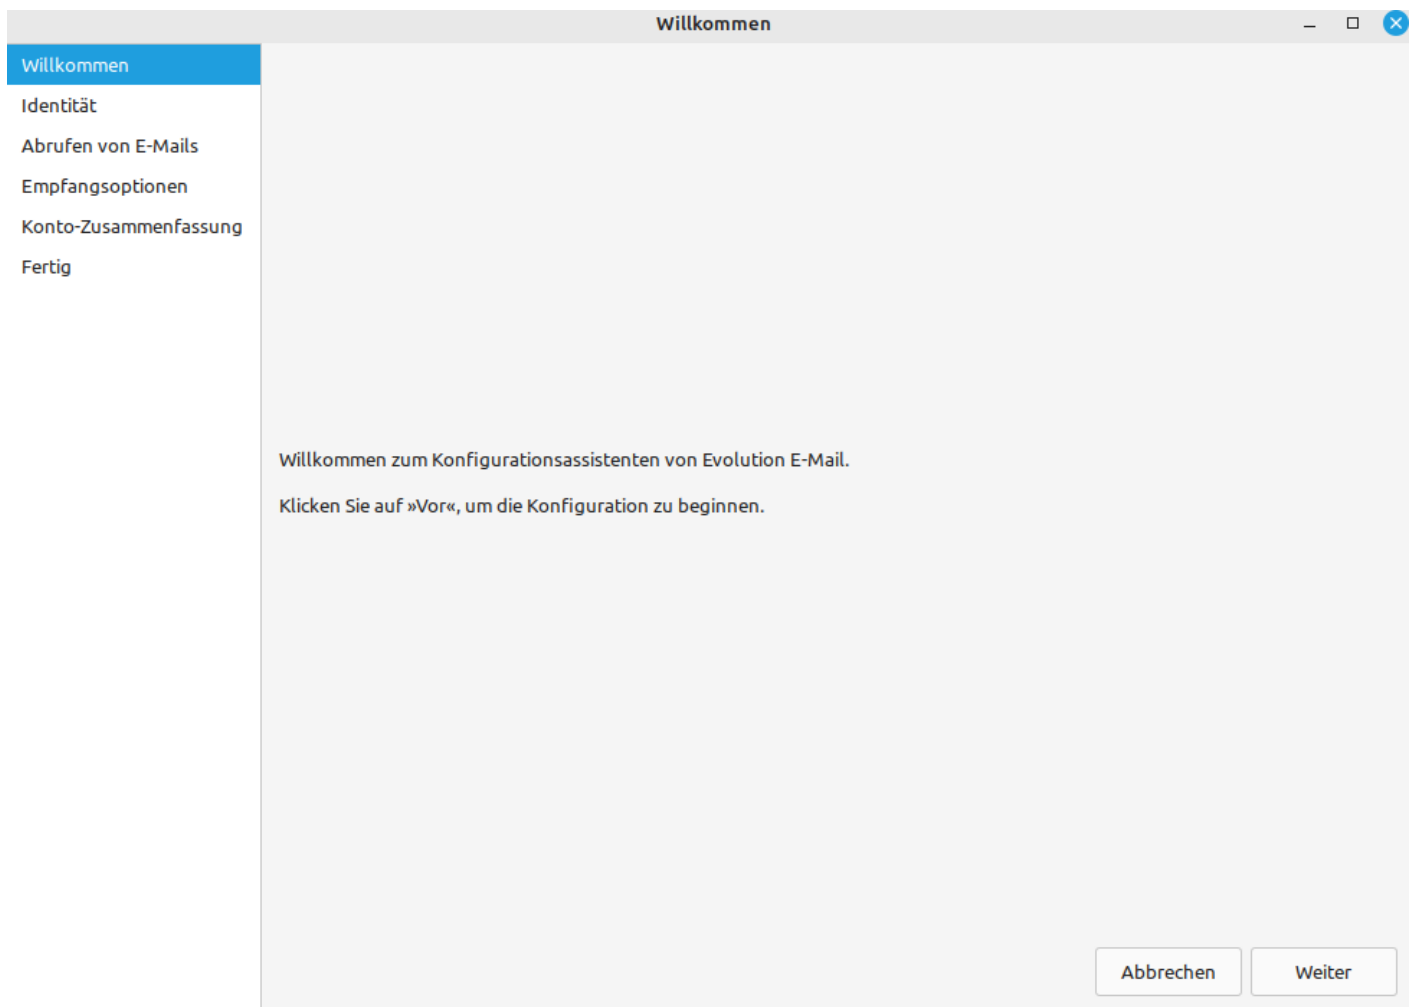 Willkommen
Willkommen
Identität
Abrufen von E-Mails
Empfangsoptionen
Konto-Zusammenfassung
Fertig
Willkommen zum Konfigurationsassistenten von Evolution E-Mail.
Klicken Sie auf »Vor«, um die Konfiguration zu beginnen.
Abbrechen
Weiter